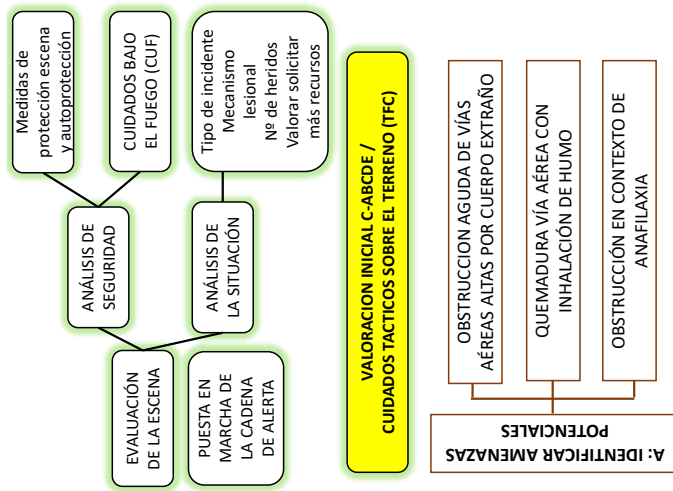 EVALUACIÓN
DE LA ESCENA
ANÁLISIS DE
SEGURIDAD
Medidas de
protección escena
y autoprotección
CUIDADOS BAJO
EL FUEGO (CUF)
ANÁLISIS DE
LA SITUACIÓN
Tipo de incidente
Mecanismo
lesional
Nº de heridos
Valorar solicitar
más recursos
PUESTA EN
MARCHA DE
LA CADENA
DE ALERTA
VALORACION INICIAL C-ABCDE /
CUIDADOS TACTICOS SOBRE EL TERRENO (TFC)
A: IDENTIFICAR AMENAZAS
POTENCIALES
OBSTRUCCION AGUDA DE VÍAS
AÉREAS ALTAS POR CUERPO EXTRAÑO
QUEMADURA VÍA AÉREA CON
INHALACIÓN DE HUMO
OBSTRUCCIÓN EN CONTEXTO DE
ANAFILAXIA